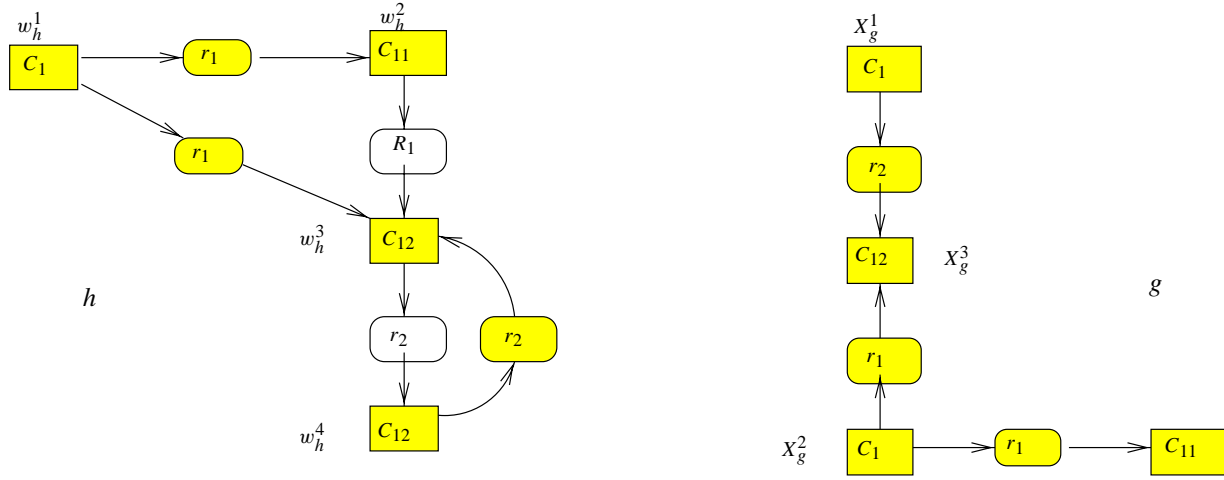 w_h^1
C_1
r_1
w_h^2
C_11
r_1
R_1
w_h^3
C_12
h
r_2
r_2
w_h^4
C_12
X_g^1
C_1
r_2
C_12
X_g^3
g
r_1
X_g^2
C_1
r_1
C_11